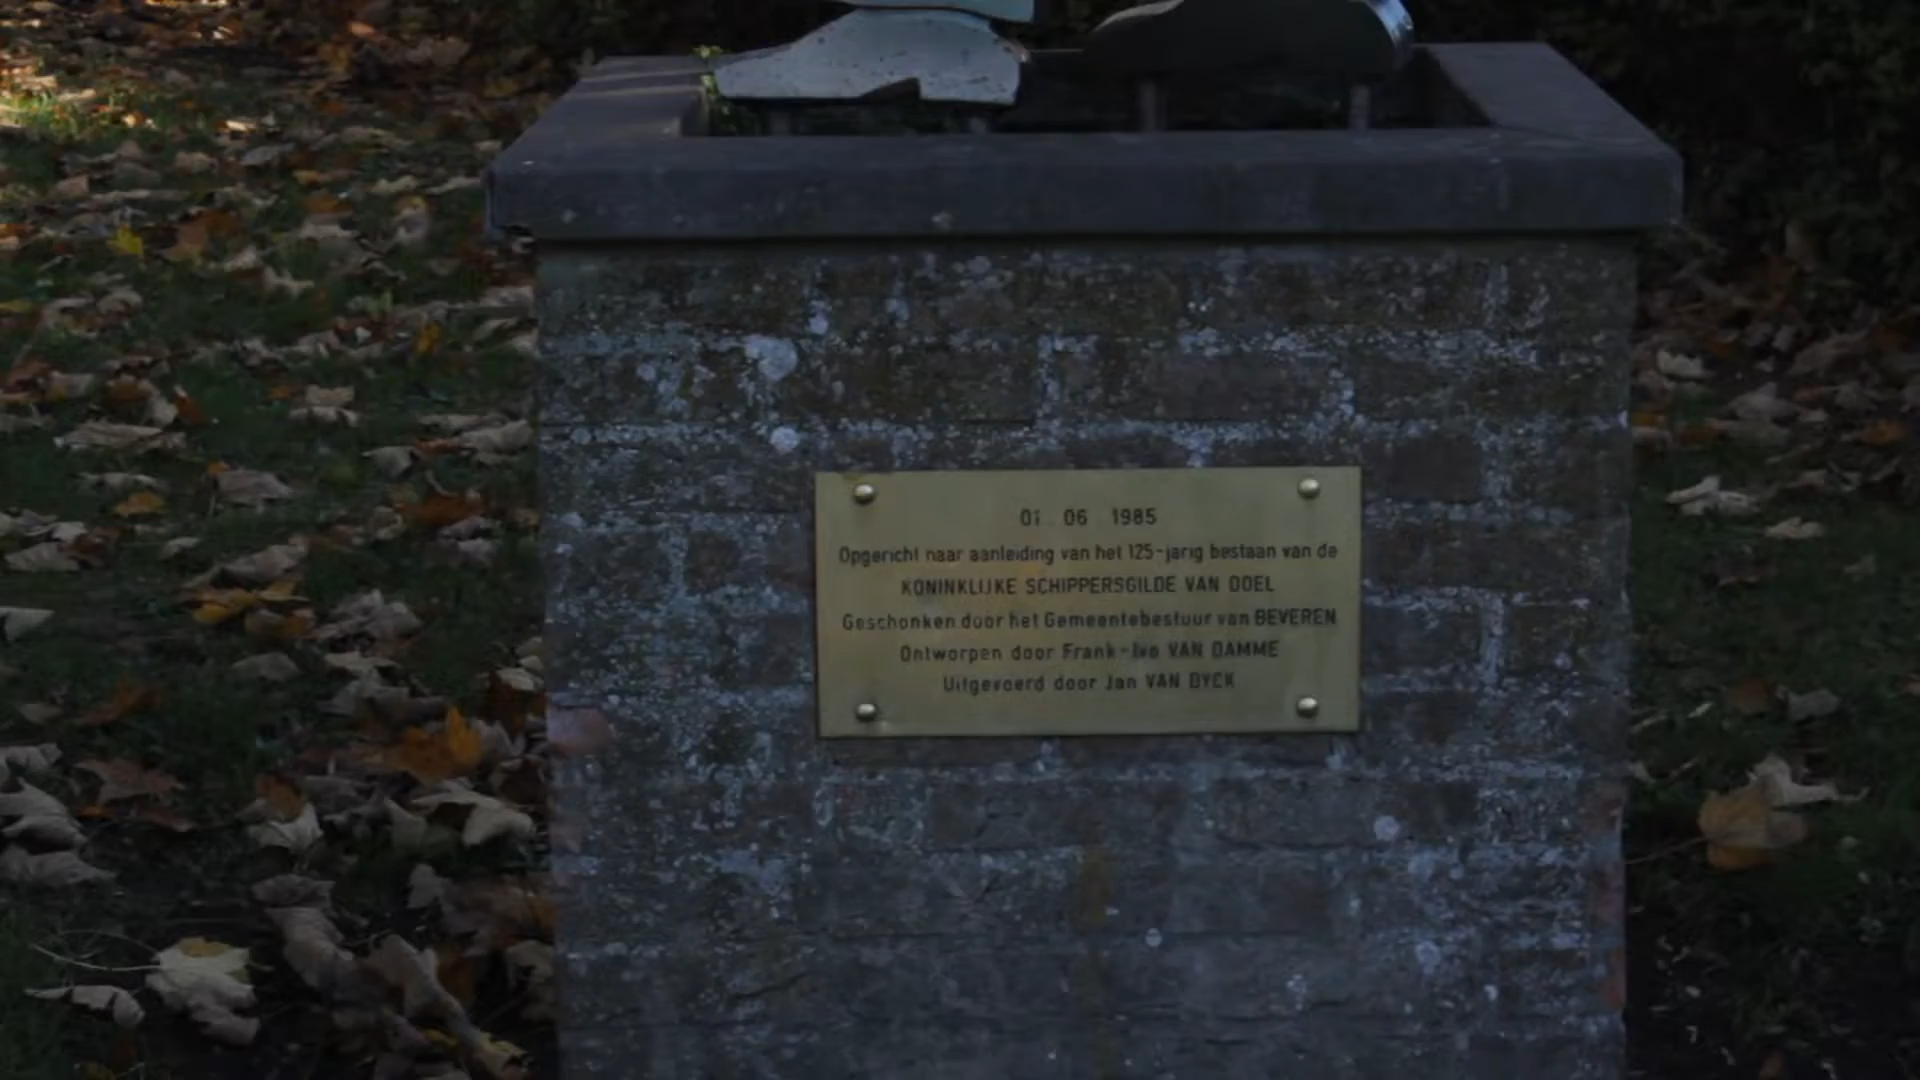 01 06 1985
Opgericht naar aanleiding van het 125-jarig bestaan van de
KONINKLIJKE SCHIPPERSGILDE VAN DOEL
Geschonken door het Gemeentebestuur van BEVEREN
Ontworpen door Frank-Ivo VAN DAMME
Uitgevoerd door Jan VAN DYCK